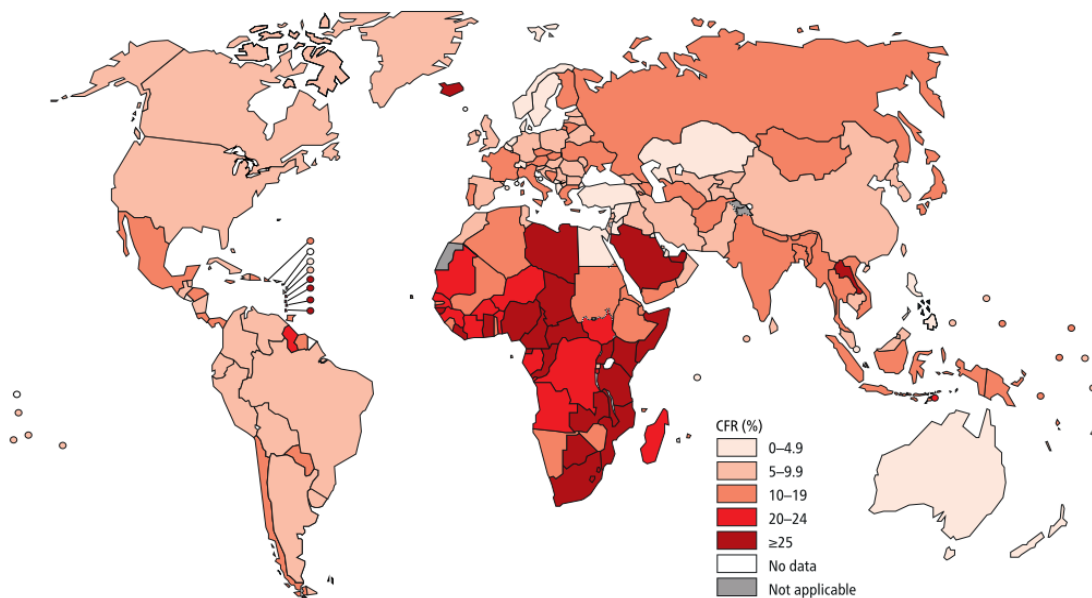 CFR (%)
0–4.9
5–9.9
10–19
20–24
≥25
No data
Not applicable